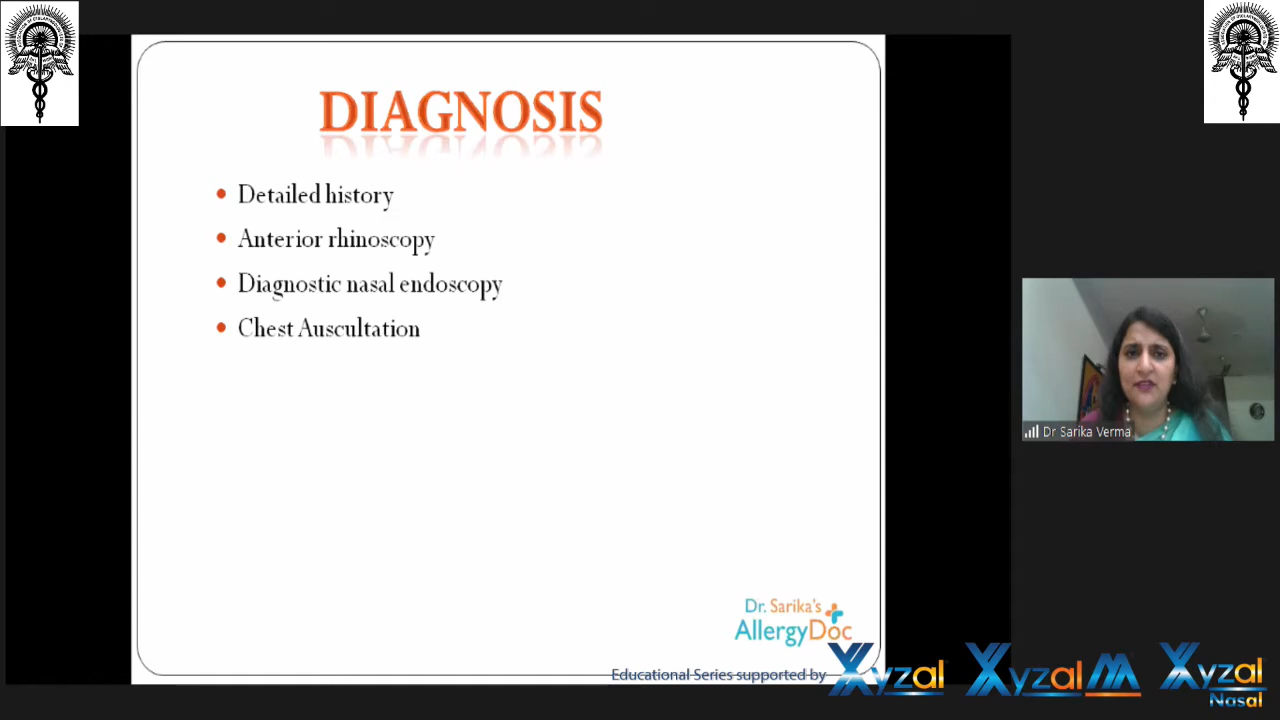 DIAGNOSIS
• Detailed history
• Anterior rhinoscopy
• Diagnostic nasal endoscopy
• Chest Auscultation
Dr Sarika Verma
Dr. Sarika's
AllergyDoc
Educational Series supported by Xyzal Xyzal M Xyzal
Nasal